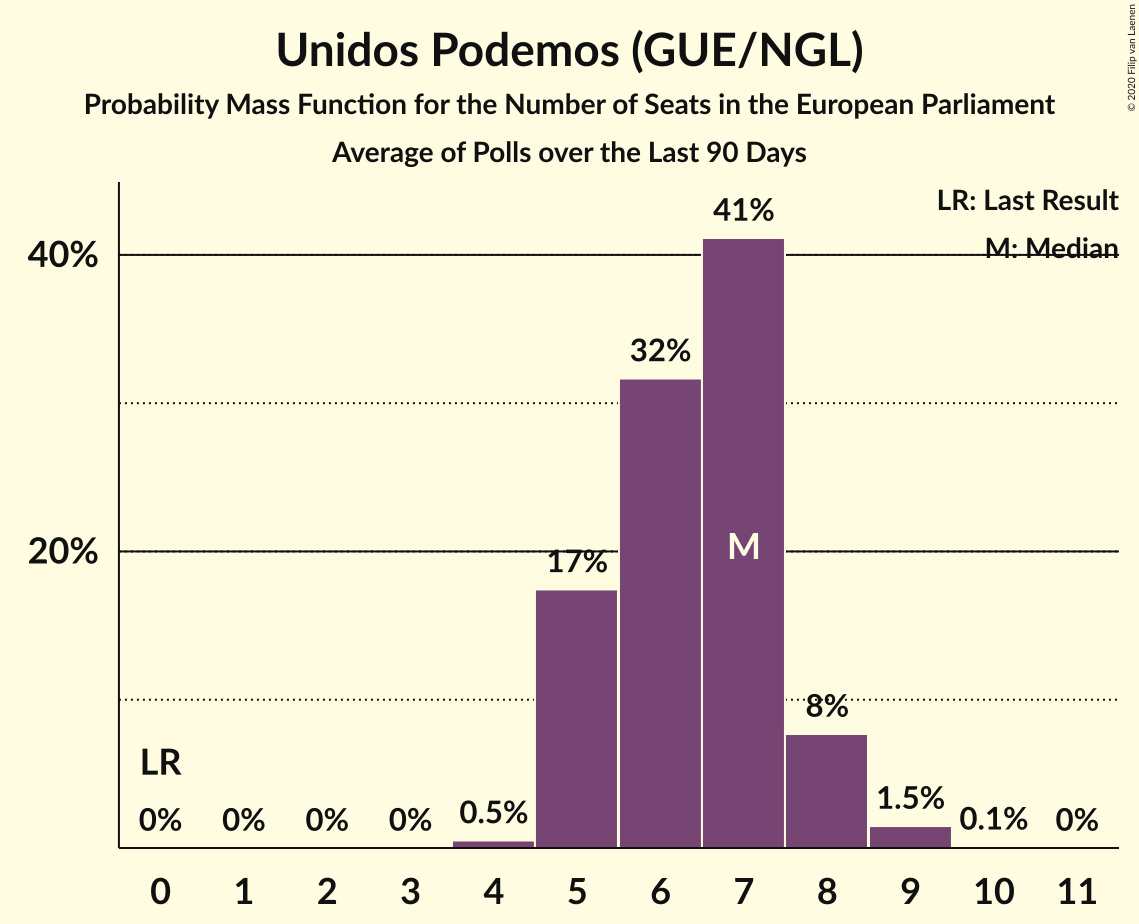 Unidos Podemos (GUE/NGL)
Probability Mass Function for the Number of Seats in the European Parliament
Average of Polls over the Last 90 Days
© 2020 Filip van Laenen
LR: Last Result
M: Median
40%
20%
41%
32%
17%
M
8%
LR
0% 0% 0% 0% 0.5% 1.5% 0.1% 0%
0 1 2 3 4 5 6 7 8 9 10 11